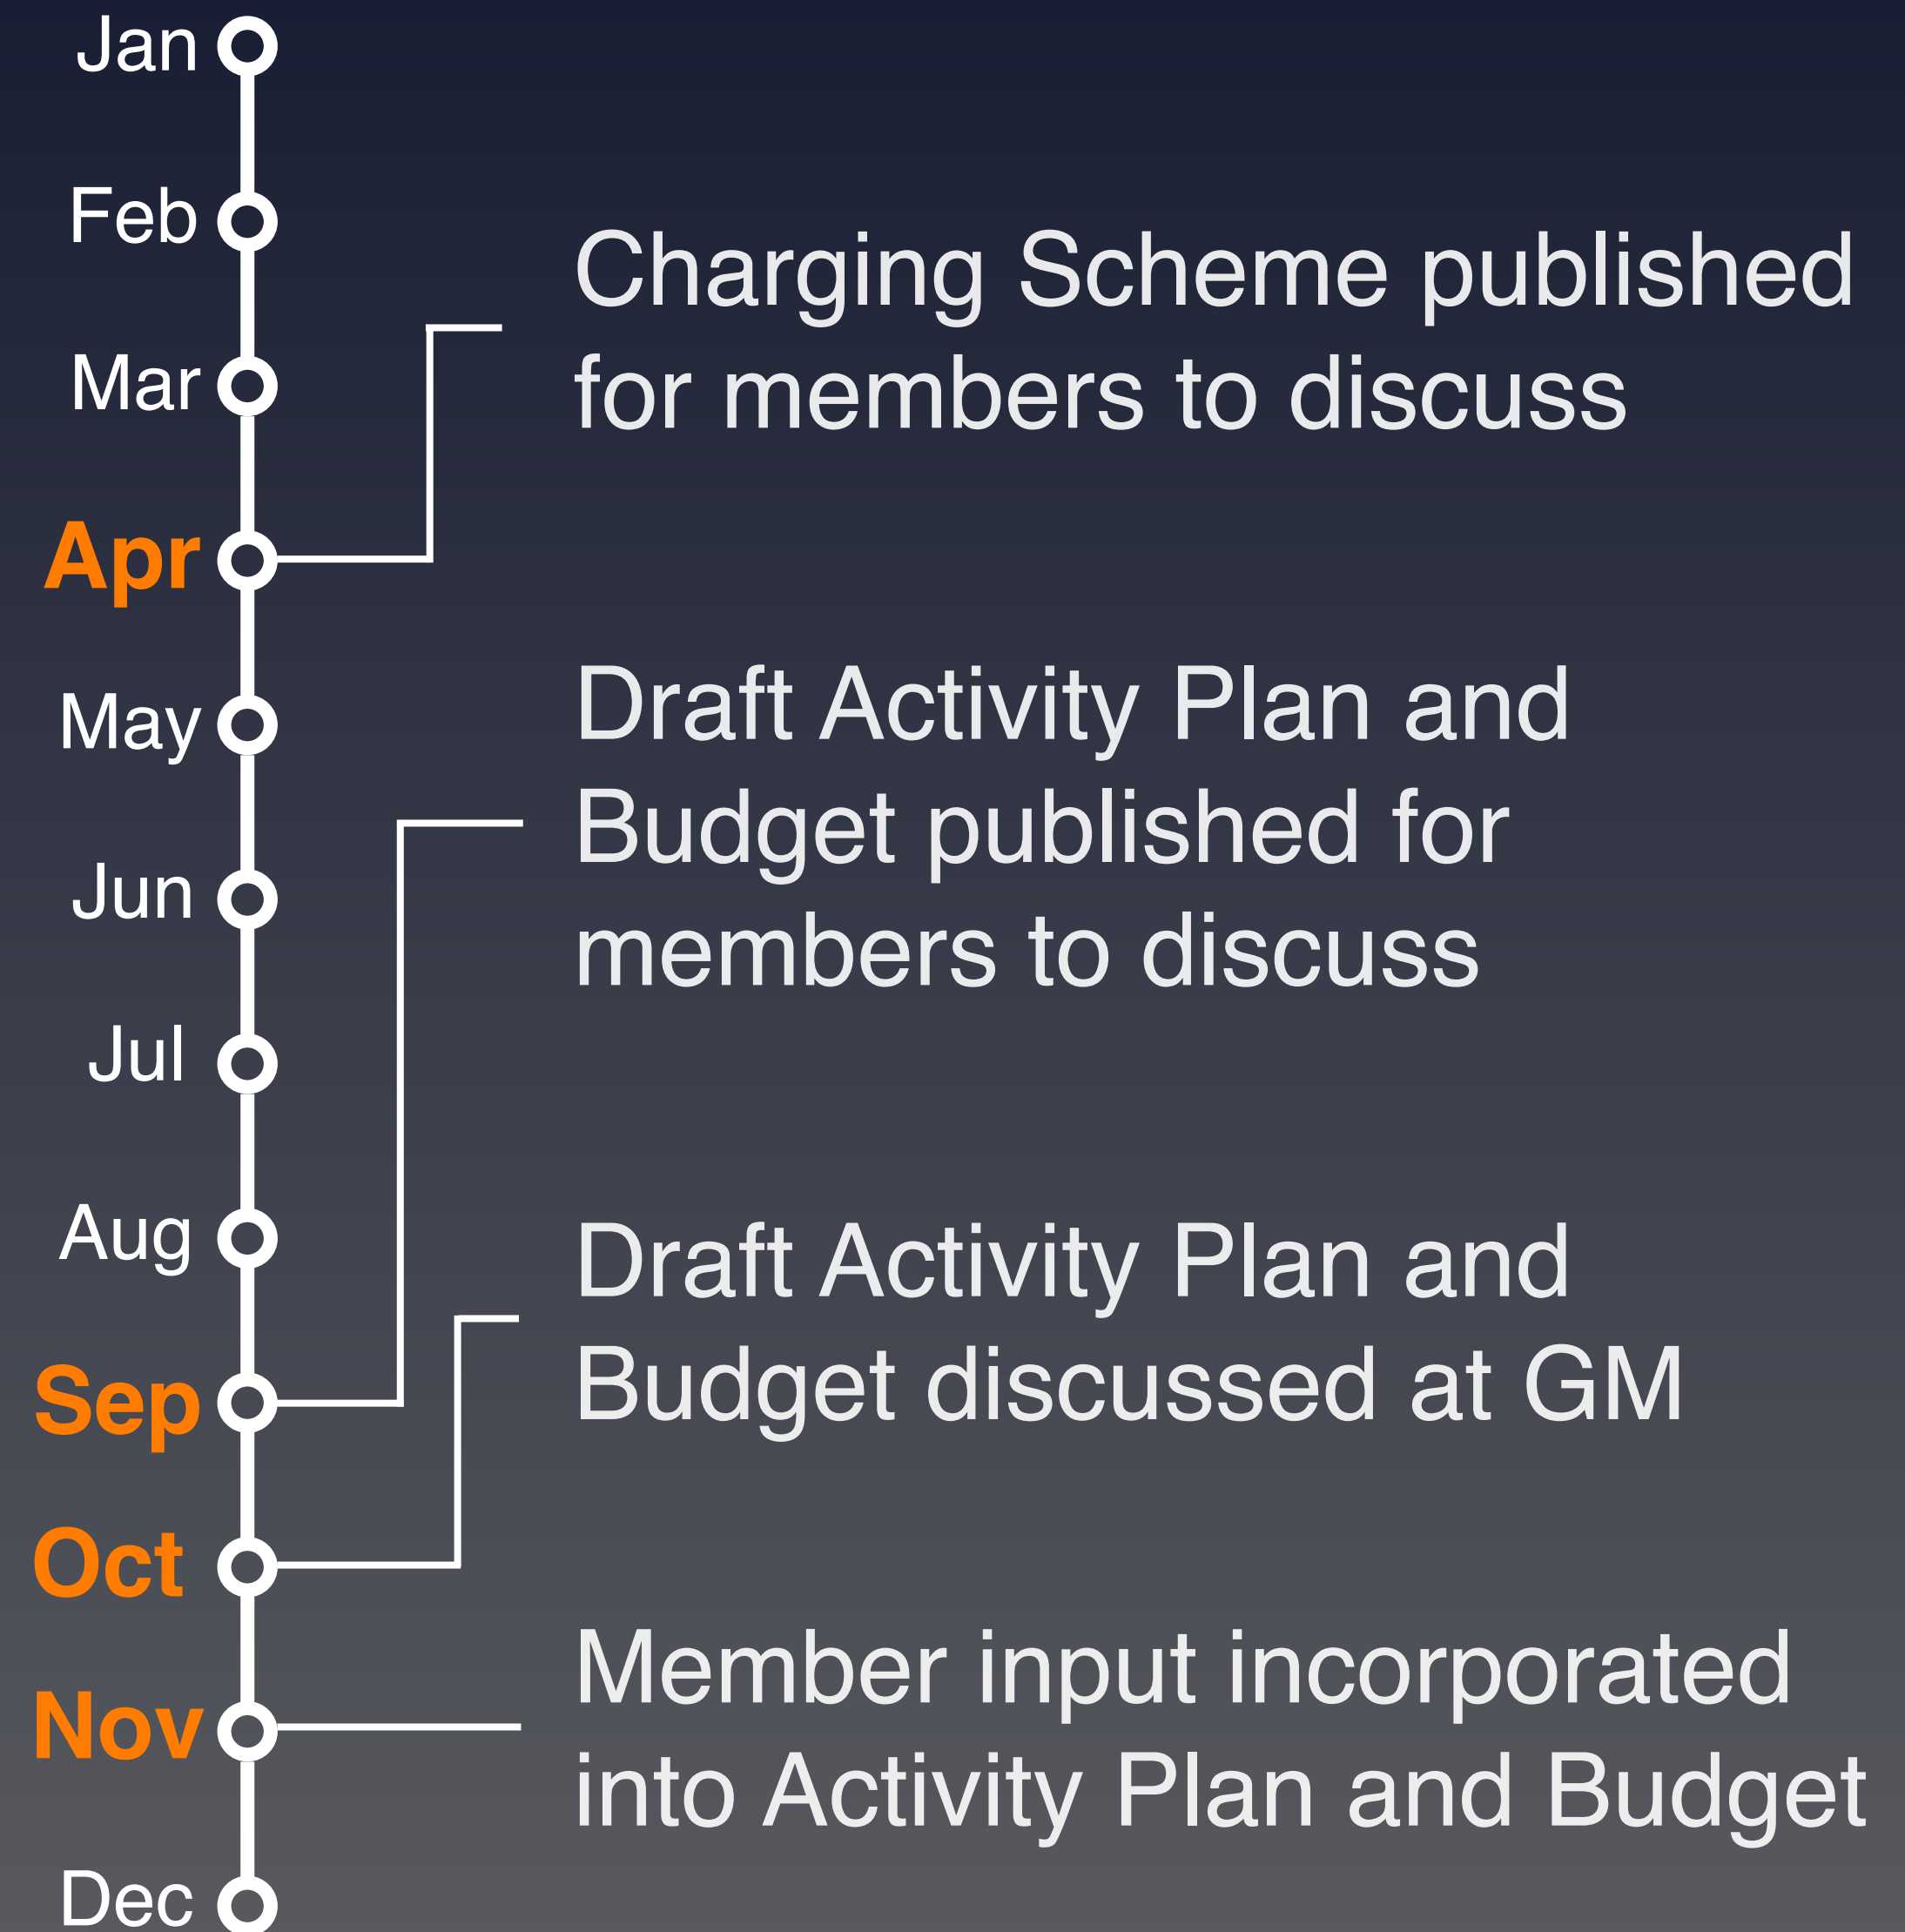 Jan
Feb
Charging Scheme published
for members to discuss
Mar
Apr
May
Draft Activity Plan and
Budget published for
members to discuss
Jun
Jul
Aug
Draft Activity Plan and
Budget discussed at GM
Sep
Oct
Member input incorporated
into Activity Plan and Budget
Nov
Dec